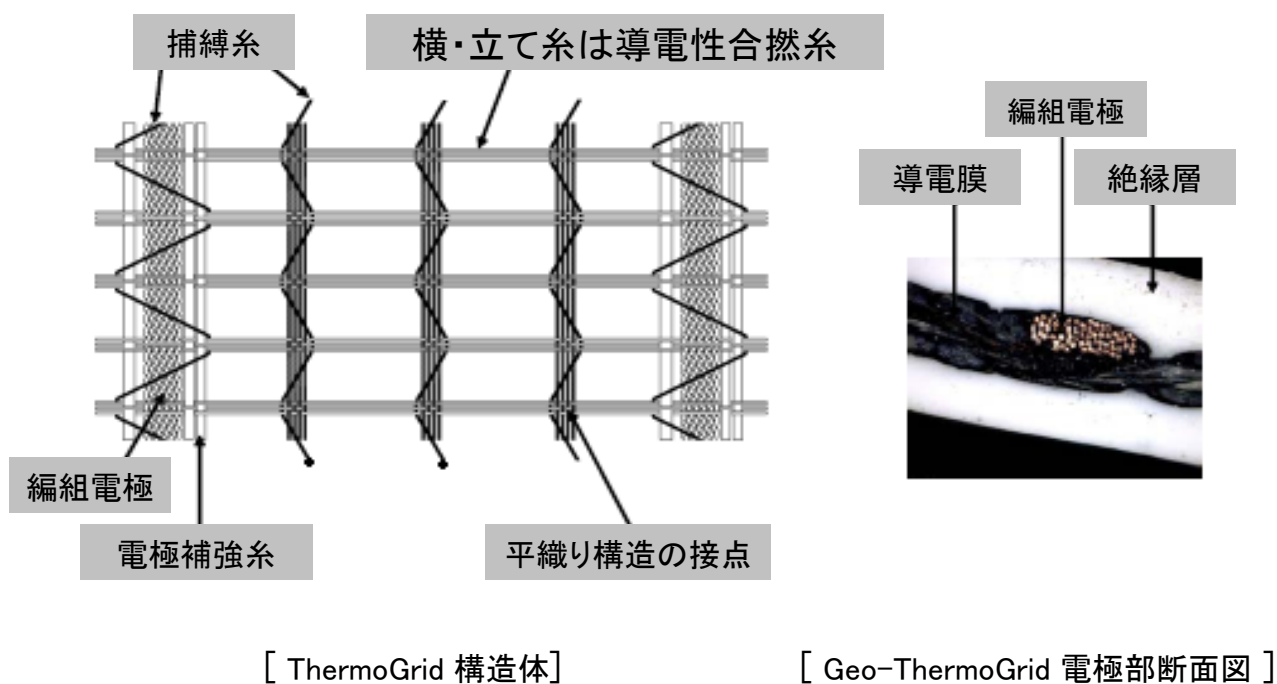 捕縛糸
横・立て糸は導電性合撚糸
編組電極
導電膜
絶縁層
編組電極
電極補強糸
平織り構造の接点
[ ThermoGrid 構造体]
[ Geo-ThermoGrid 電極部断面図 ]